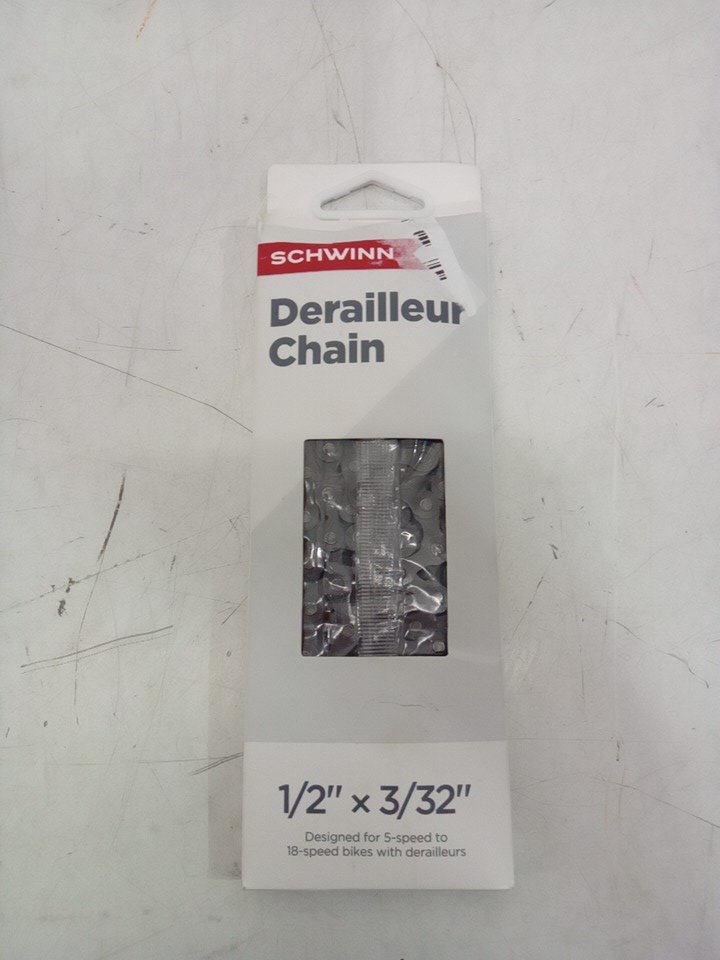 SCHWINN
Derailleur
Chain
1/2" × 3/32"
Designed for 5-speed to
18-speed bikes with derailleurs